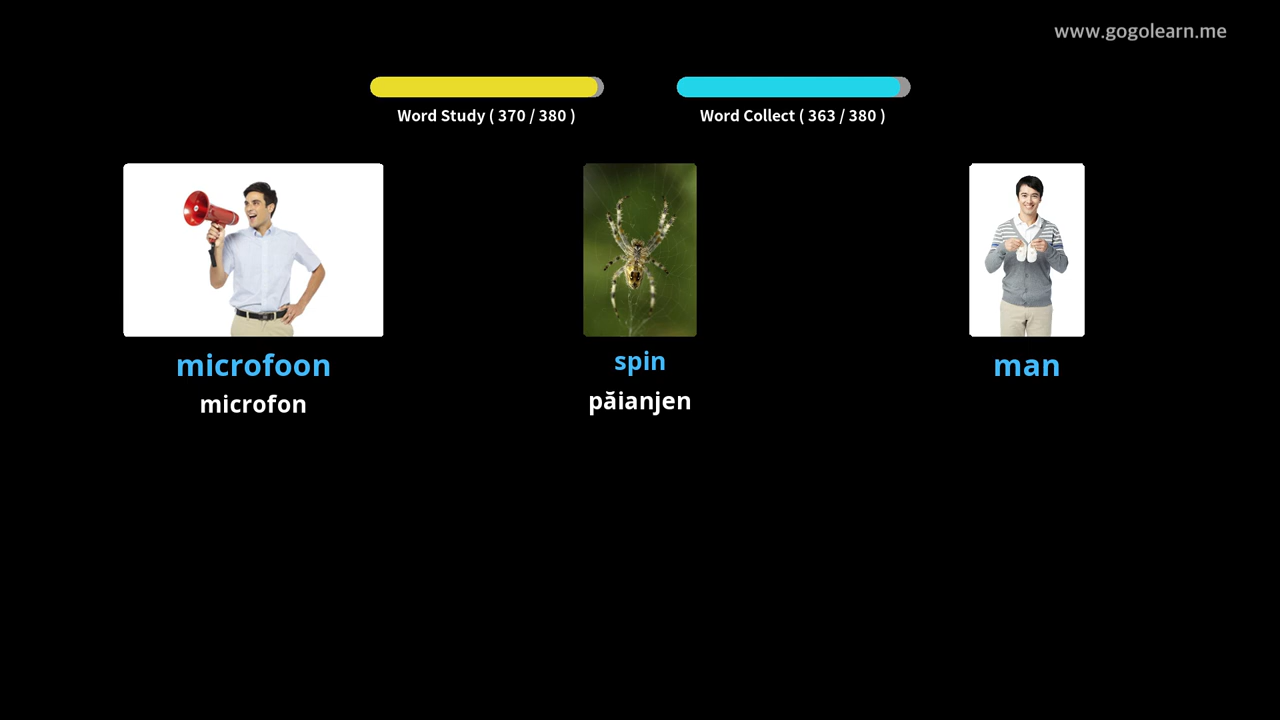 www.gogolearn.me
Word Study ( 370 / 380 )
Word Collect ( 363 / 380 )
microfoon
microfon
spin
păianjen
man